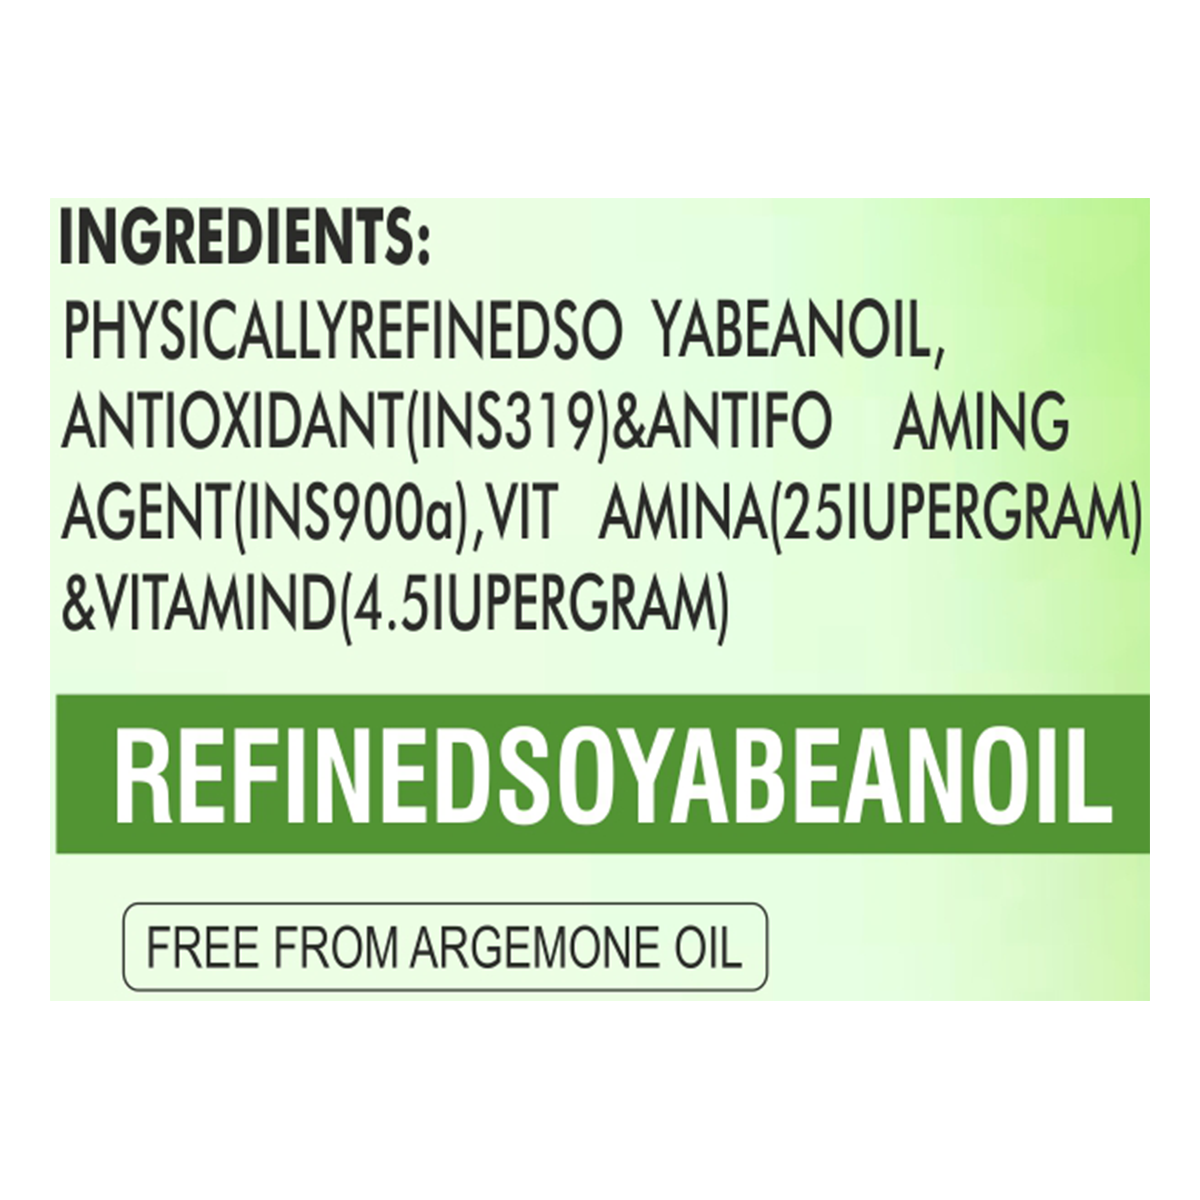 INGREDIENTS:
PHYSICALLYREFINEDSO YABEANOIL,
ANTIOXIDANT(INS319)&ANTIFO AMING
AGENT(INS900a),VIT AMINA(25IUPERGRAM)
&VITAMIND(4.5IUPERGRAM)
REFINEDSOYABEANOIL
FREE FROM ARGEMONE OIL